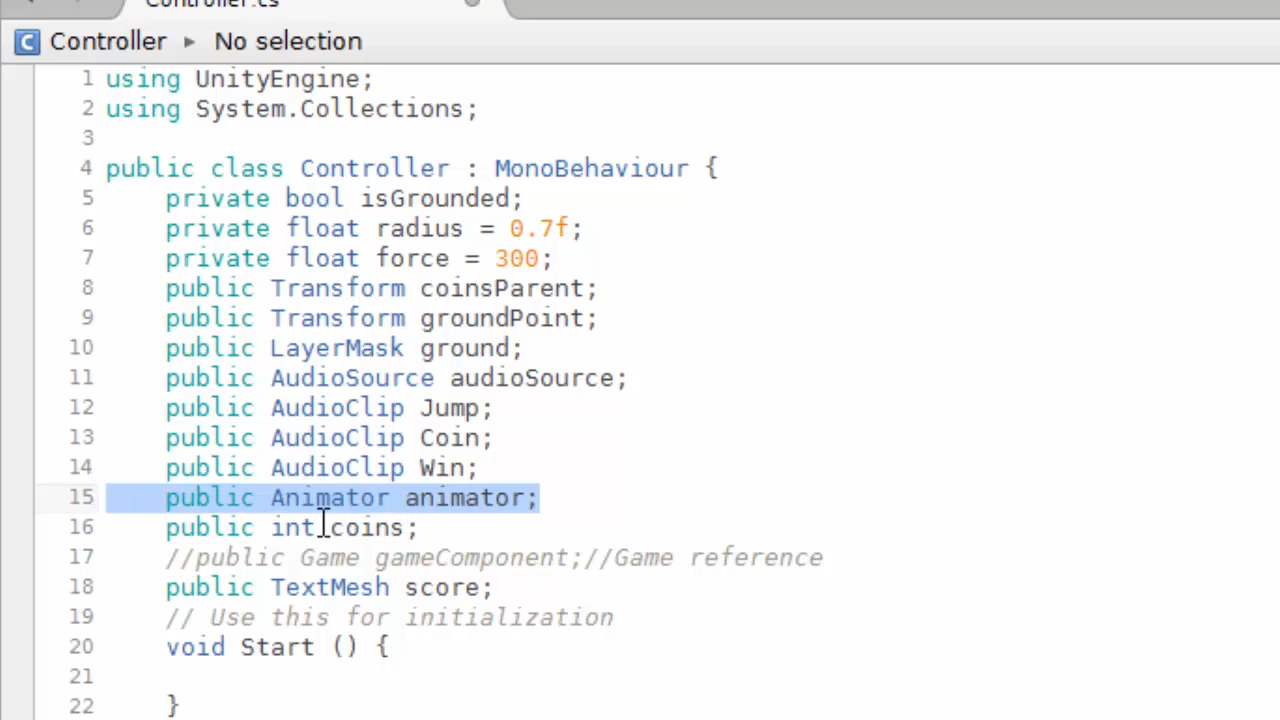 Controller.cs
Controller ▸ No selection
1 using UnityEngine;
2 using System.Collections;
3
4 public class Controller : MonoBehaviour {
5 private bool isGrounded;
6 private float radius = 0.7f;
7 private float force = 300;
8 public Transform coinsParent;
9 public Transform groundPoint;
10 public LayerMask ground;
11 public AudioSource audioSource;
12 public AudioClip Jump;
13 public AudioClip Coin;
14 public AudioClip Win;
15 public Animator animator;
16 public int coins;
17 //public Game gameComponent;//Game reference
18 public TextMesh score;
19 // Use this for initialization
20 void Start () {
21
22 }